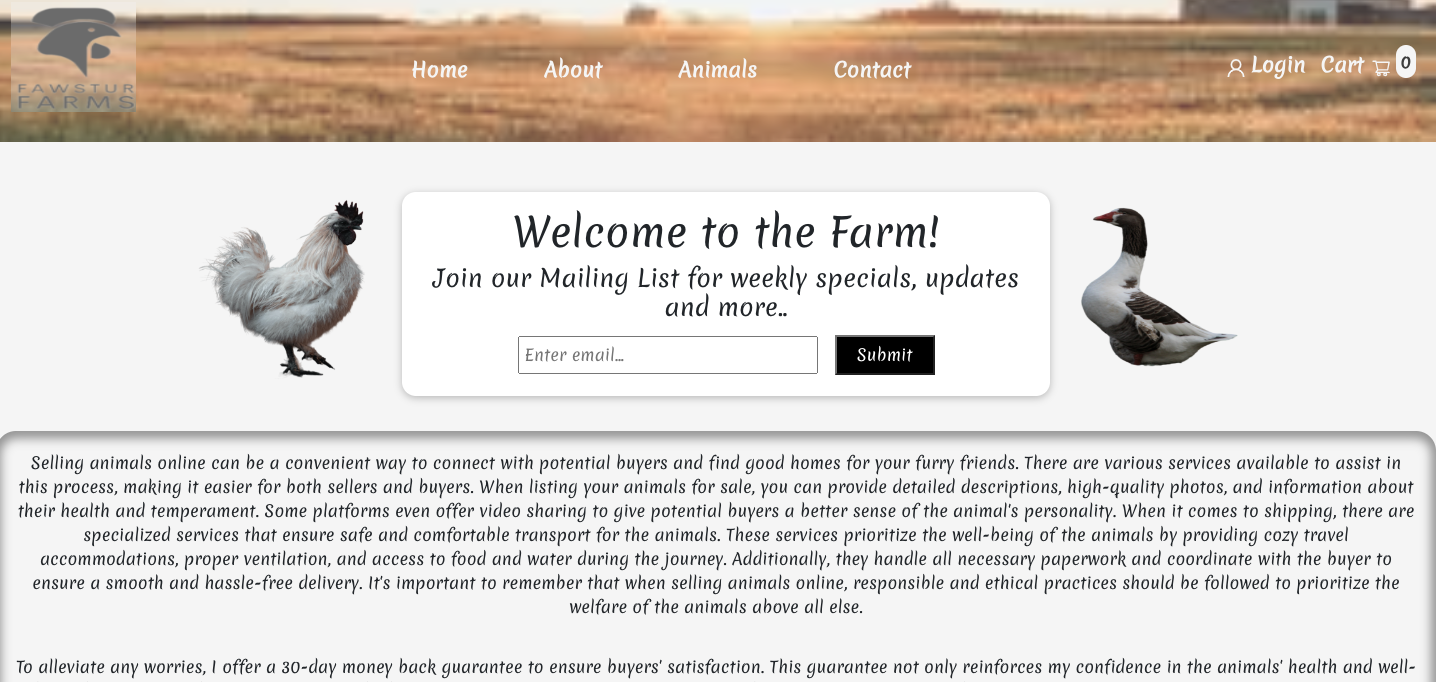 FAWSTUR
FARMS
Home About Animals Contact
Login Cart 0
Welcome to the Farm!
Join our Mailing List for weekly specials, updates
and more..
Enter email...
Submit
Selling animals online can be a convenient way to connect with potential buyers and find good homes for your furry friends. There are various services available to assist in
this process, making it easier for both sellers and buyers. When listing your animals for sale, you can provide detailed descriptions, high-quality photos, and information about
their health and temperament. Some platforms even offer video sharing to give potential buyers a better sense of the animal's personality. When it comes to shipping, there are
specialized services that ensure safe and comfortable transport for the animals. These services prioritize the well-being of the animals by providing cozy travel
accommodations, proper ventilation, and access to food and water during the journey. Additionally, they handle all necessary paperwork and coordinate with the buyer to
ensure a smooth and hassle-free delivery. It's important to remember that when selling animals online, responsible and ethical practices should be followed to prioritize the
welfare of the animals above all else.
To alleviate any worries, I offer a 30-day money back guarantee to ensure buyers' satisfaction. This guarantee not only reinforces my confidence in the animals' health and well-